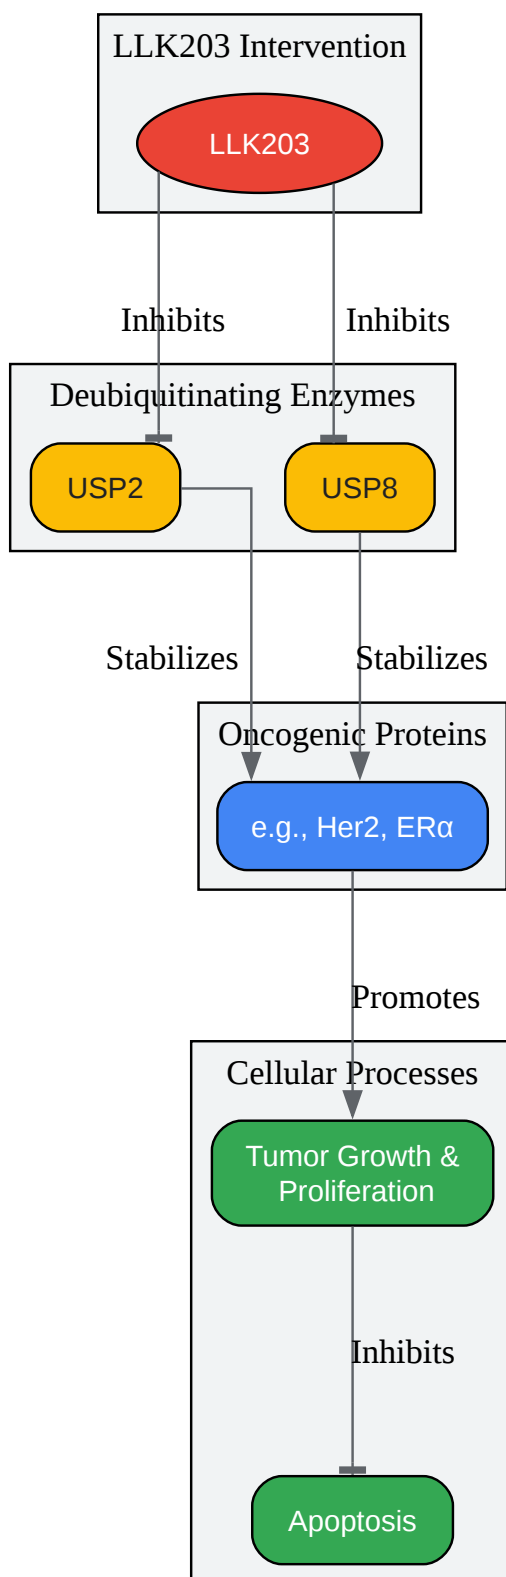 LLK203 Intervention
LLK203
Inhibits
Inhibits
Deubiquitinating Enzymes
USP2
USP8
Stabilizes
Stabilizes
Oncogenic Proteins
e.g., Her2, ERα
Promotes
Cellular Processes
Tumor Growth &
Proliferation
Inhibits
Apoptosis